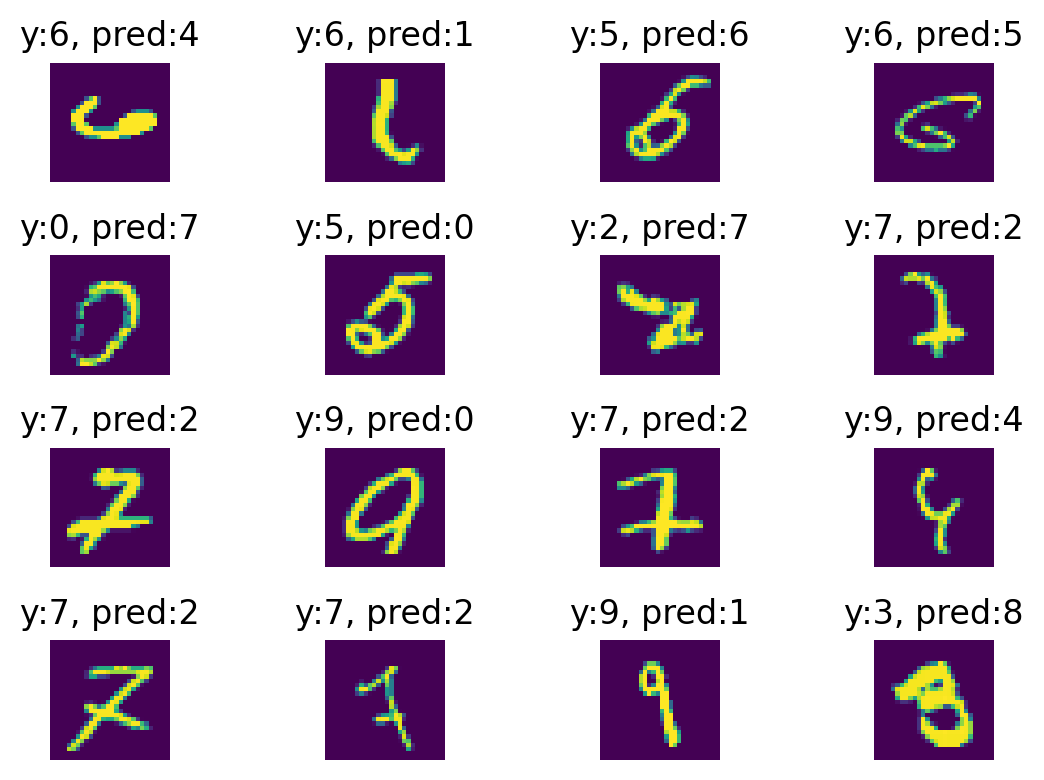 y:6, pred:4 y:6, pred:1 y:5, pred:6 y:6, pred:5
y:0, pred:7 y:5, pred:0 y:2, pred:7 y:7, pred:2
y:7, pred:2 y:9, pred:0 y:7, pred:2 y:9, pred:4
y:7, pred:2 y:7, pred:2 y:9, pred:1 y:3, pred:8